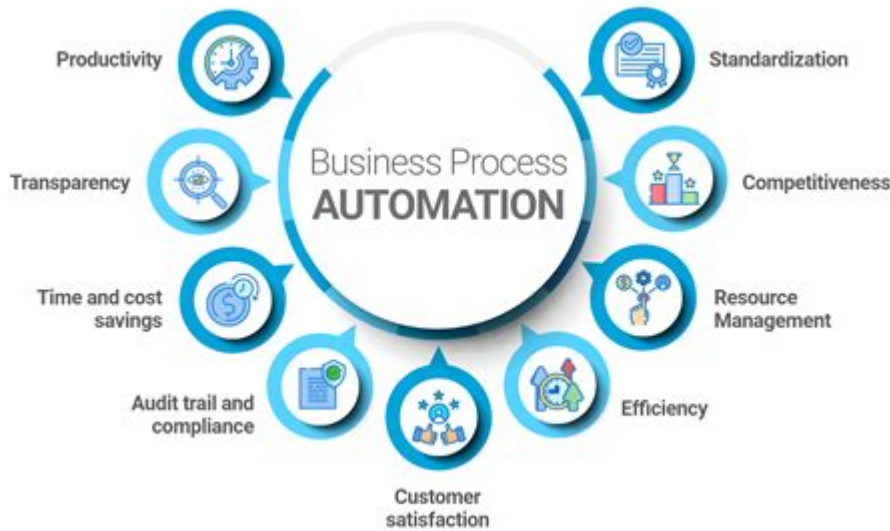 Business Process
AUTOMATION
Productivity
Transparency
Time and cost
savings
Audit trail and
compliance
Customer
satisfaction
Efficiency
Resource
Management
Competitiveness
Standardization